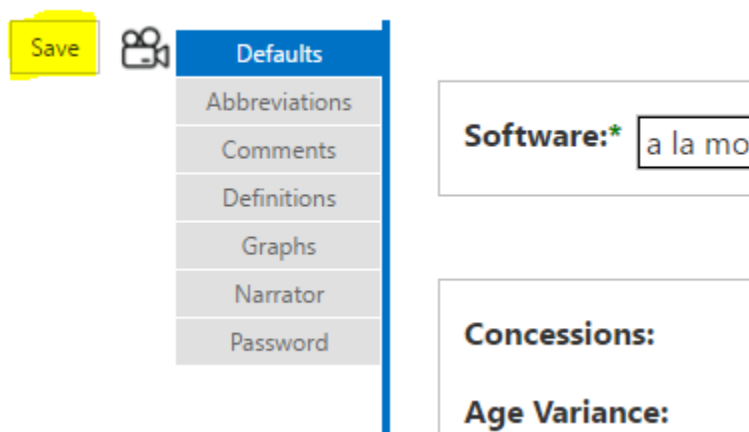 Save
Defaults
Abbreviations
Comments
Definitions
Graphs
Narrator
Password
Software:* a la mo
Concessions:
Age Variance: